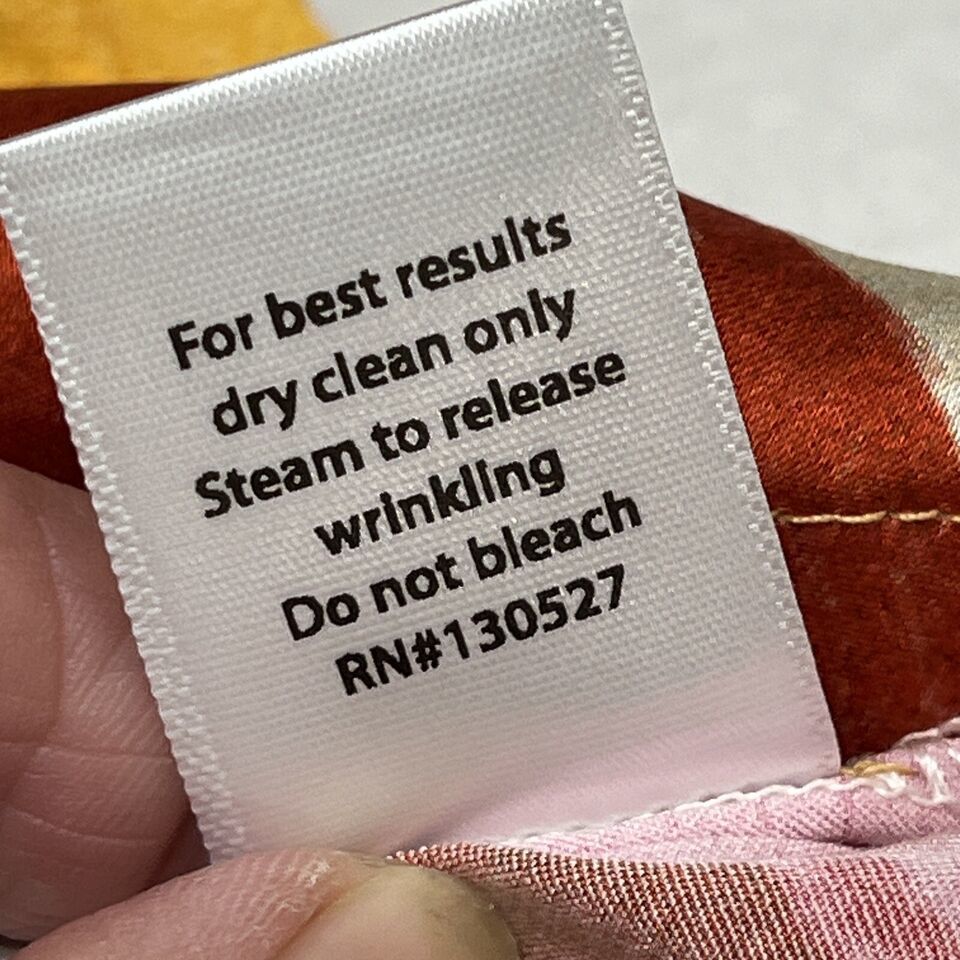 For best results
dry clean only
Steam to release
wrinkling
Do not bleach
RN#130527